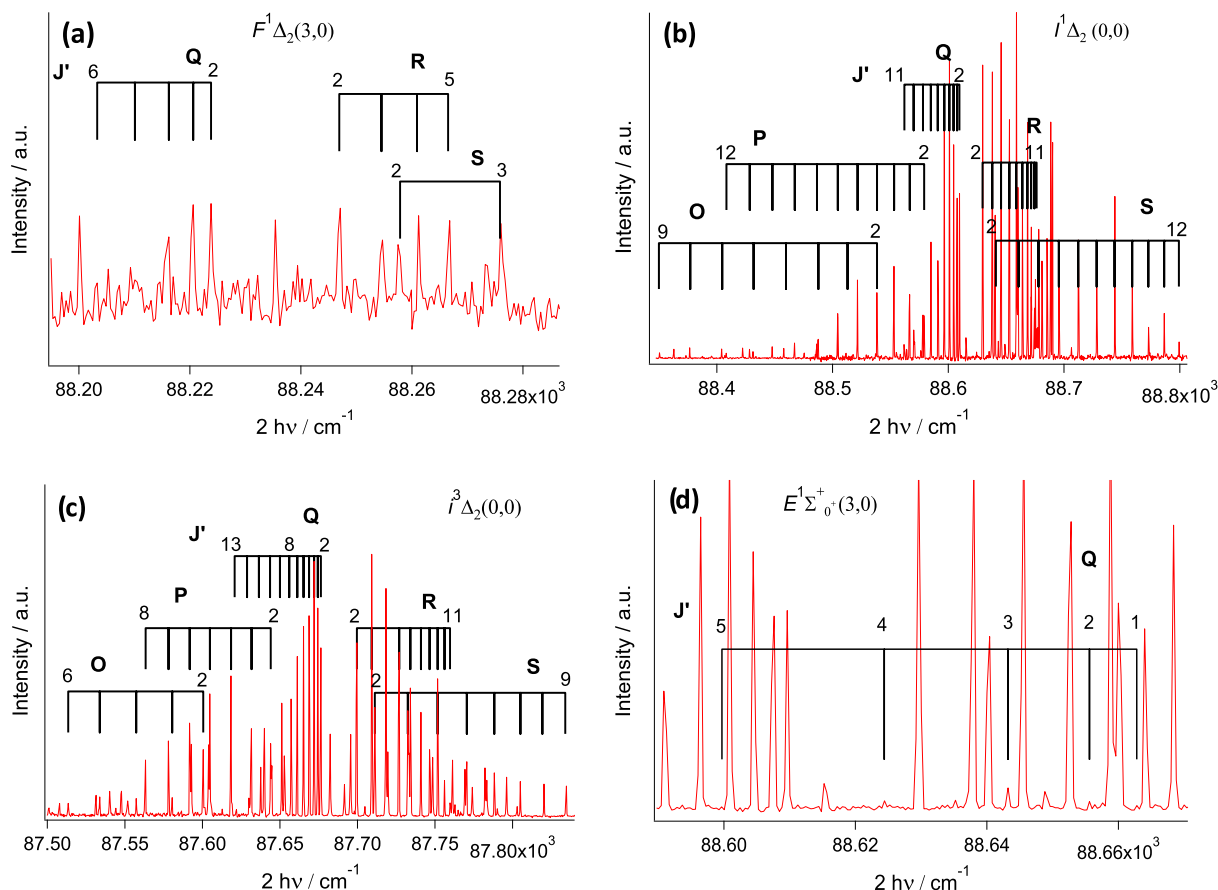 (a)
F¹Δ₂(3,0)
J' 6 Q 2
2 R 5
2 S 3
Intensity / a.u.
88.20 88.22 88.24 88.26 88.28x10³
2 hν / cm⁻¹
(b)
I¹Δ₂ (0,0)
J' 11 Q 2
P
12 2
2 R 11
O
9 2
S
2 12
Intensity / a.u.
88.4 88.5 88.6 88.7 88.8x10³
2 hν / cm⁻¹
(c)
i³Δ₂(0,0)
J' 13 8 Q 2
P
8 2
2 R 11
O
6 2
2 S 9
Intensity / a.u.
87.50 87.55 87.60 87.65 87.70 87.75 87.80x10³
2 hν / cm⁻¹
(d)
E¹Σ⁺₀⁺(3,0)
Q
J' 5 4 3 2 1
Intensity / a.u.
88.60 88.62 88.64 88.66x10³
2 hν / cm⁻¹